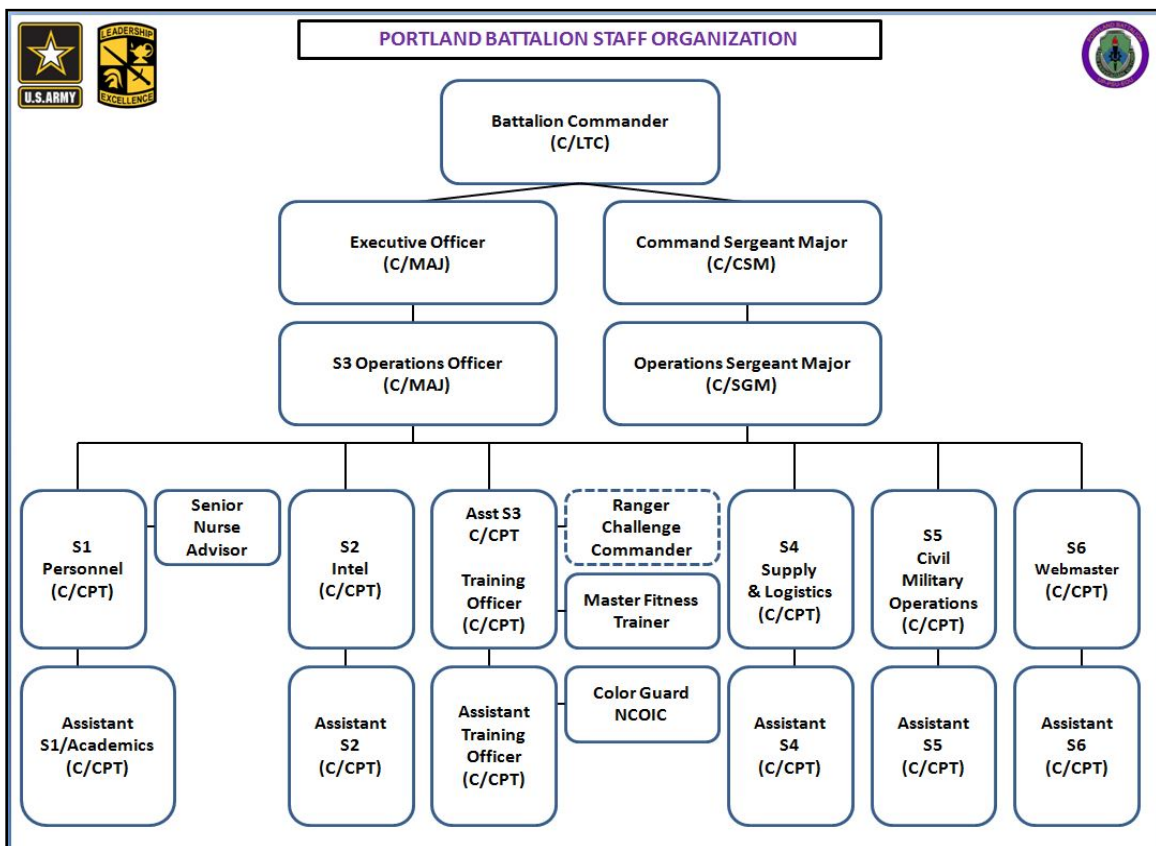 PORTLAND BATTALION STAFF ORGANIZATION
U.S.ARMY
LEADERSHIP
EXCELLENCE
Battalion Commander
(C/LTC)
Executive Officer
(C/MAJ)
Command Sergeant Major
(C/CSM)
S3 Operations Officer
(C/MAJ)
Operations Sergeant Major
(C/SGM)
S1
Personnel
(C/CPT)
Senior
Nurse
Advisor
S2
Intel
(C/CPT)
Asst S3
C/CPT
Training
Officer
(C/CPT)
Ranger
Challenge
Commander
Master Fitness
Trainer
S4
Supply
& Logistics
(C/CPT)
S5
Civil
Military
Operations
(C/CPT)
S6
Webmaster
(C/CPT)
Assistant
S1/Academics
(C/CPT)
Assistant
S2
(C/CPT)
Assistant
Training
Officer
(C/CPT)
Color Guard
NCOIC
Assistant
S4
(C/CPT)
Assistant
S5
(C/CPT)
Assistant
S6
(C/CPT)